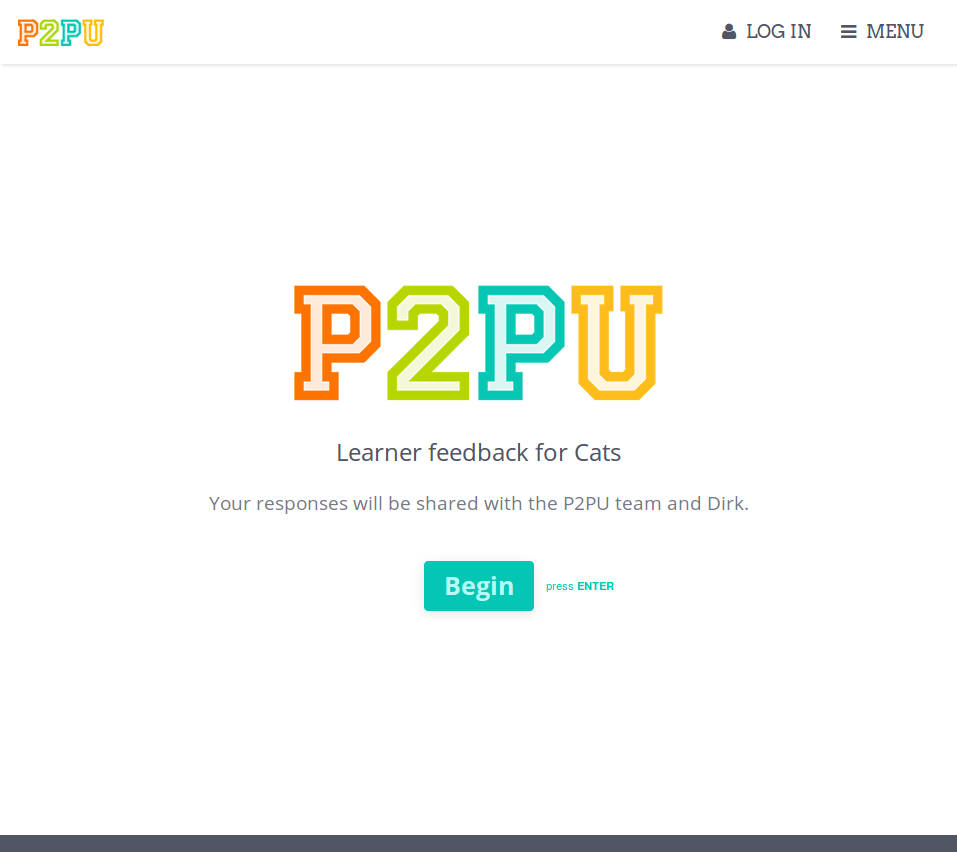 P2PU
LOG IN
MENU
P2PU
Learner feedback for Cats
Your responses will be shared with the P2PU team and Dirk.
Begin
press ENTER